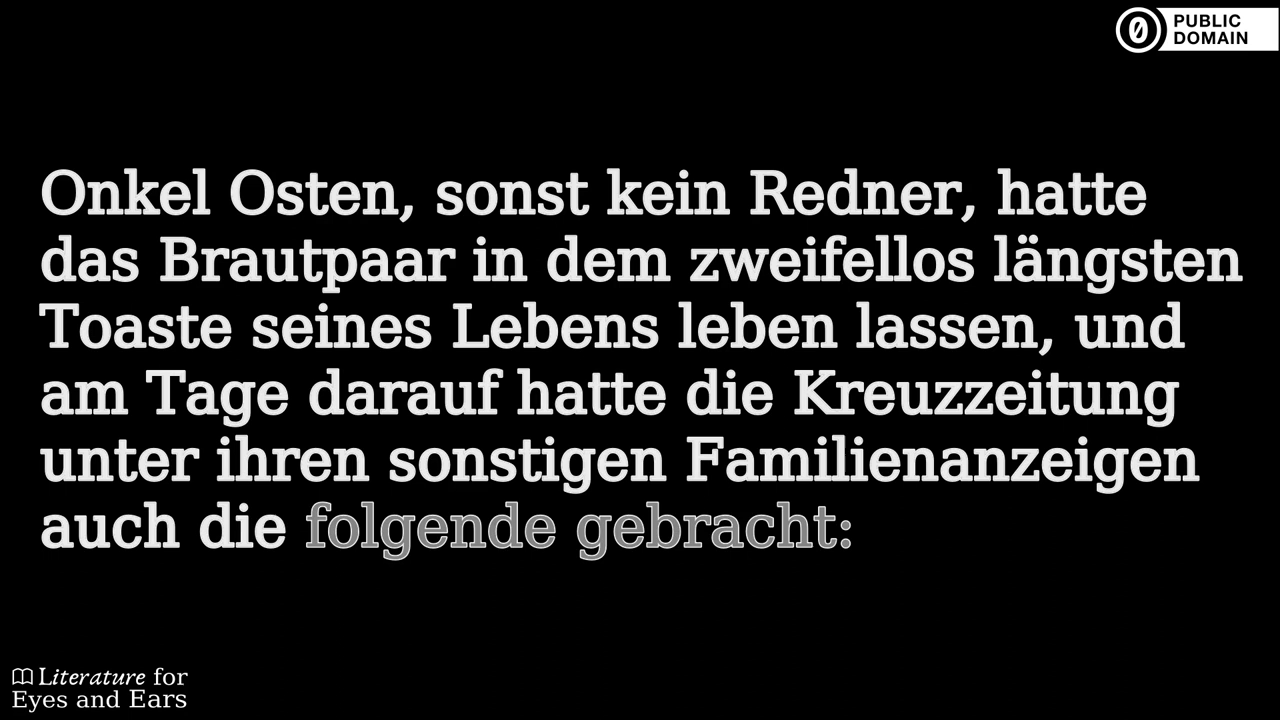 PUBLIC
DOMAIN
Onkel Osten, sonst kein Redner, hatte
das Brautpaar in dem zweifellos längsten
Toaste seines Lebens leben lassen, und
am Tage darauf hatte die Kreuzzeitung
unter ihren sonstigen Familienanzeigen
auch die folgende gebracht:
Literature for
Eyes and Ears